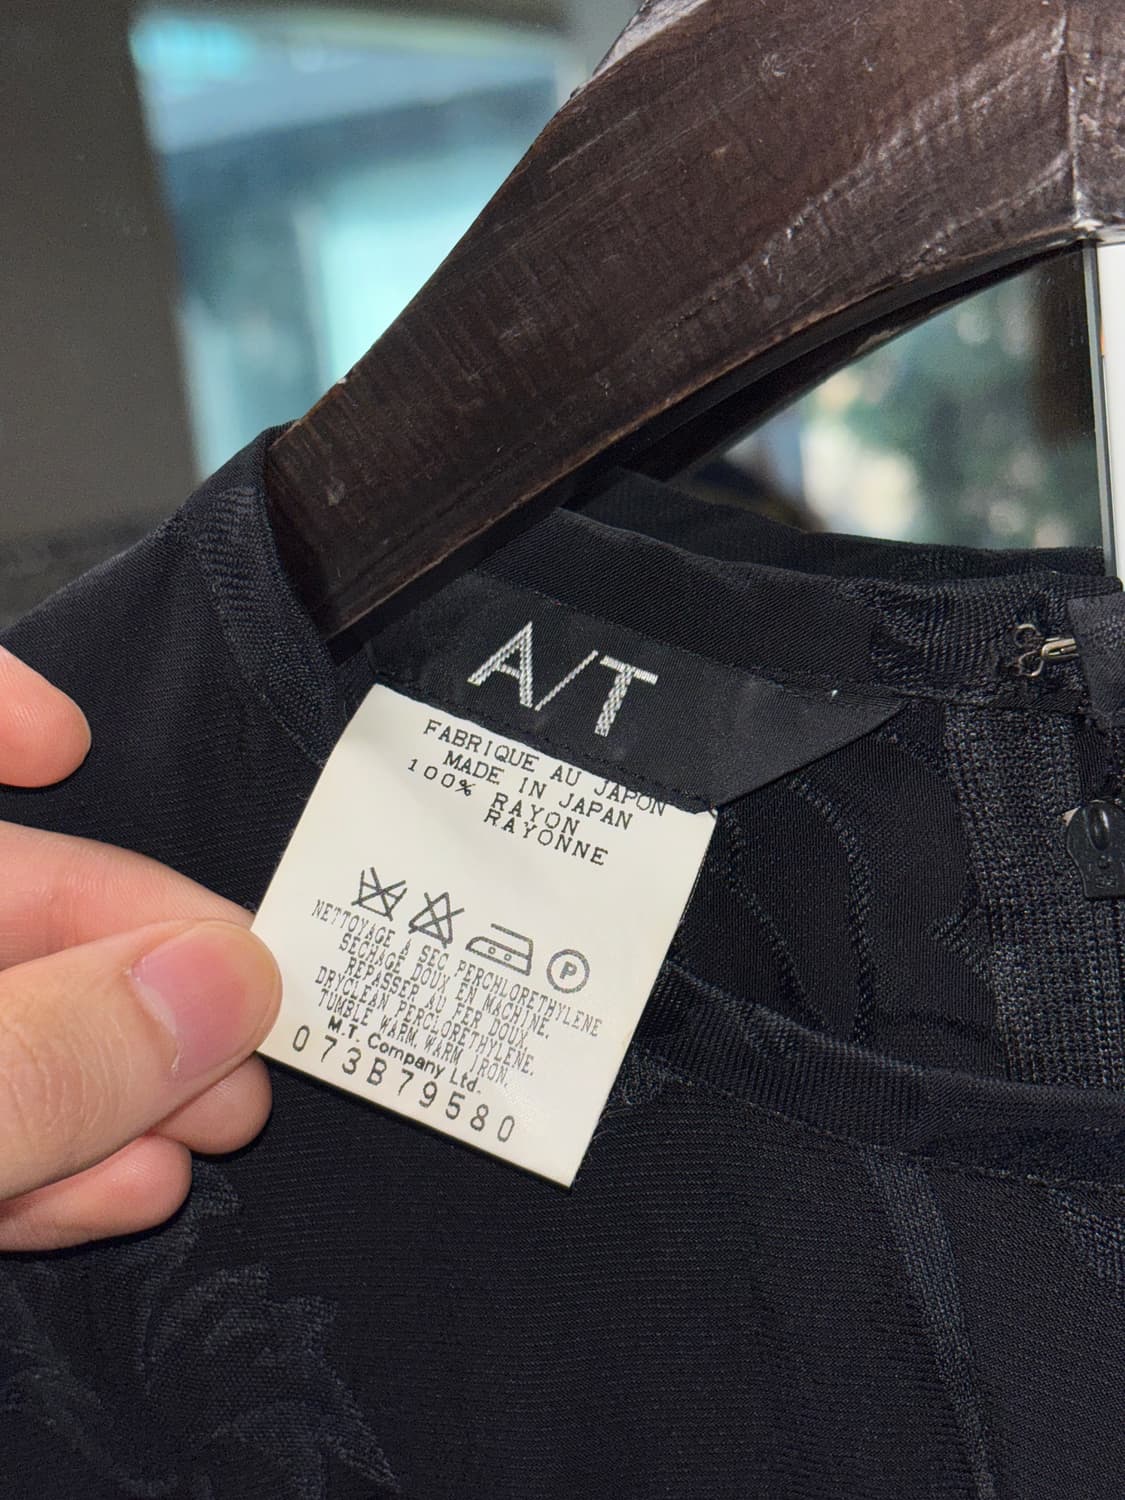 A/T
FABRIQUE AU JAPON
MADE IN JAPAN
100% RAYON
RAYONNE
P
NETTOYAGE A SEC PERCHLORETHYLENE
SECHAGE DOUX EN MACHINE.
REPASSER AU FER DOUX.
DRYCLEAN PERCLORETHYLENE.
TUMBLE WARM, WARM IRON.
M.T. Company Ltd.
073B79580